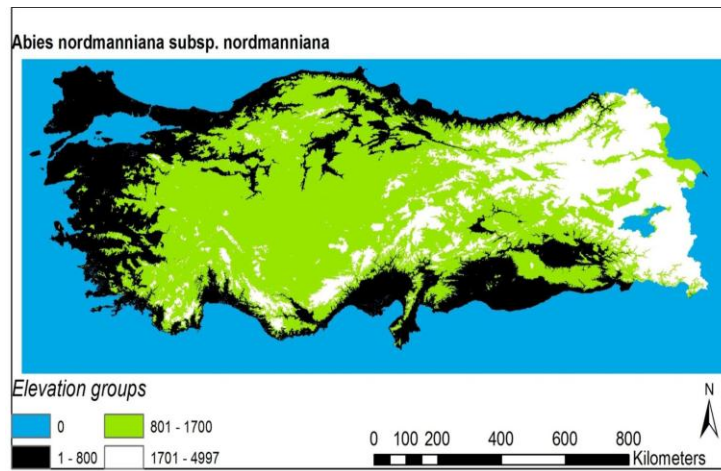 Abies nordmanniana subsp. nordmanniana
Elevation groups
0
801 - 1700
1 - 800
1701 - 4997
N
0 100 200 400 600 800
Kilometers